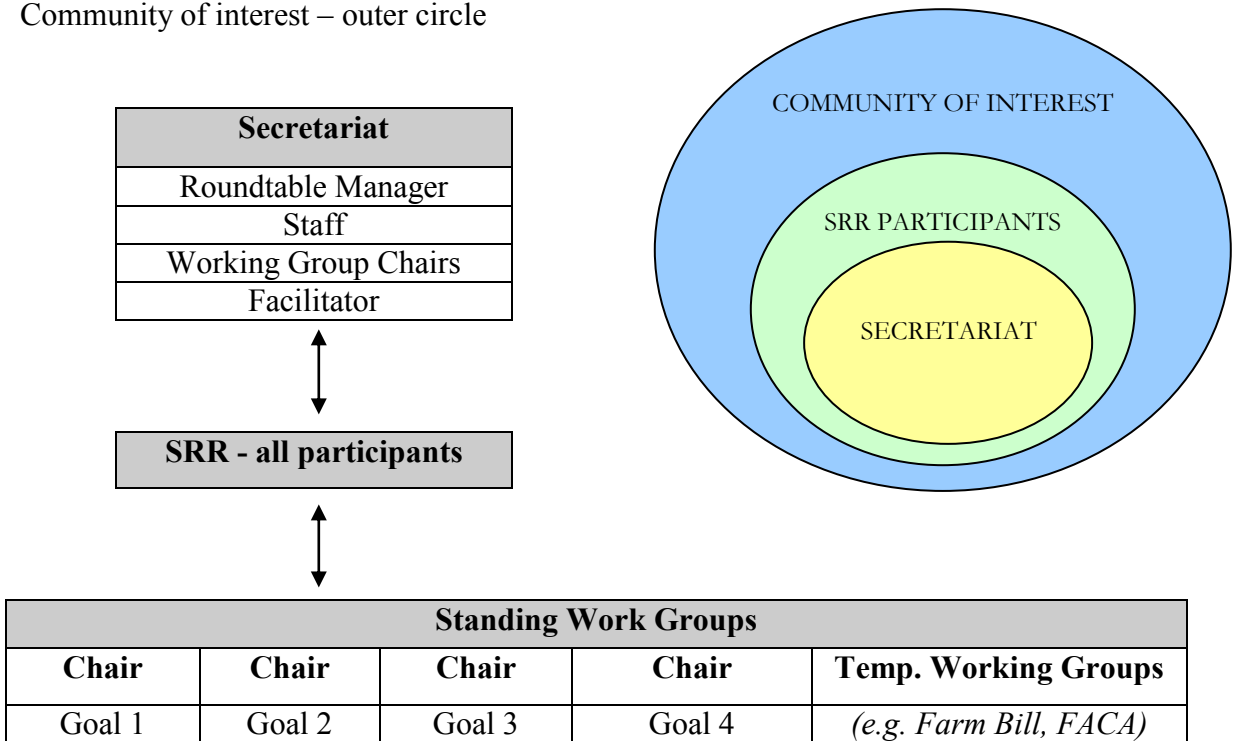 Community of interest – outer circle
COMMUNITY OF INTEREST
SRR PARTICIPANTS
SECRETARIAT
Secretariat
Roundtable Manager
Staff
Working Group Chairs
Facilitator
SRR - all participants
Standing Work Groups
Chair Chair Chair Chair Temp. Working Groups
Goal 1 Goal 2 Goal 3 Goal 4 (e.g. Farm Bill, FACA)